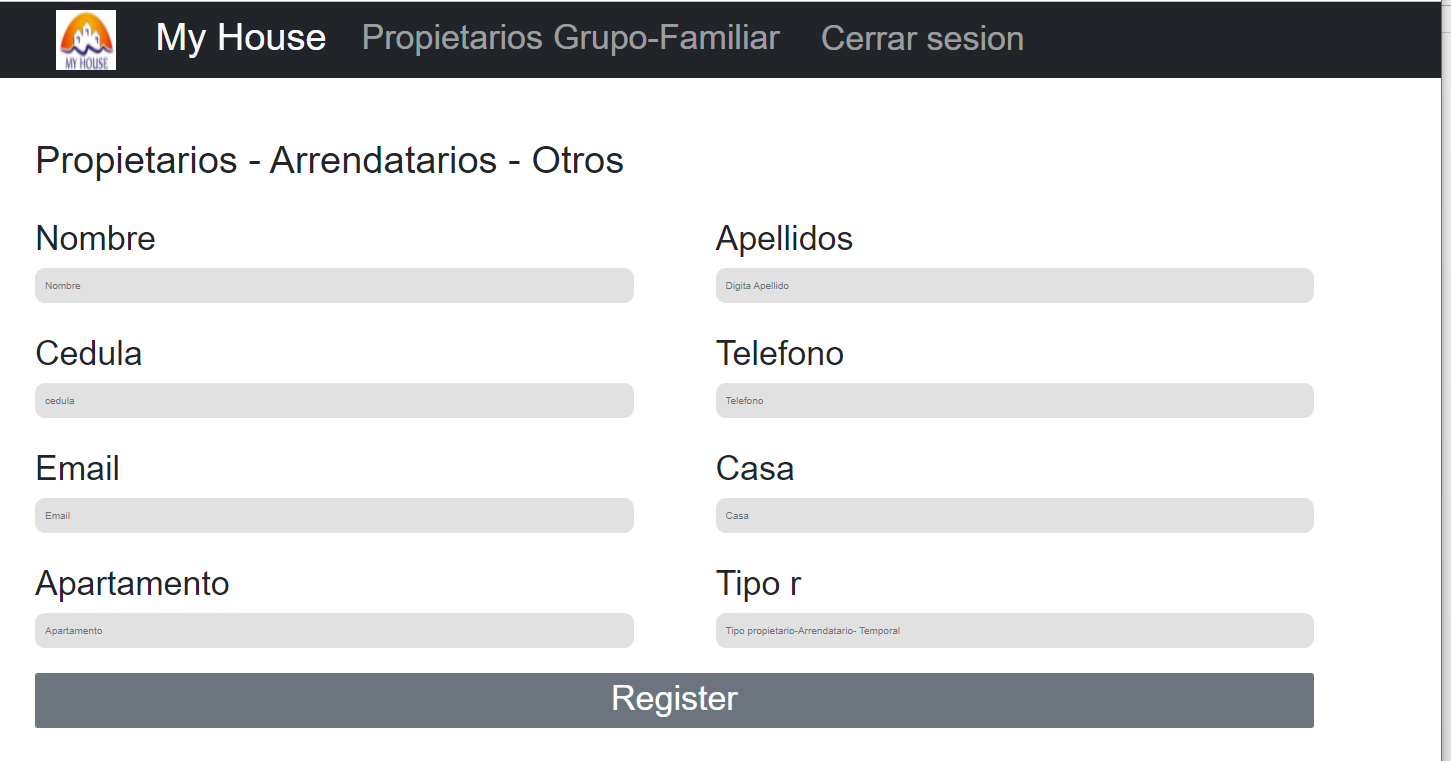 MY HOUSE
My House Propietarios Grupo-Familiar Cerrar sesion
Propietarios - Arrendatarios - Otros
Nombre Apellidos
Nombre Digita Apellido
Cedula Telefono
cedula Telefono
Email Casa
Email Casa
Apartamento Tipo r
Apartamento Tipo propietario-Arrendatario- Temporal
Register